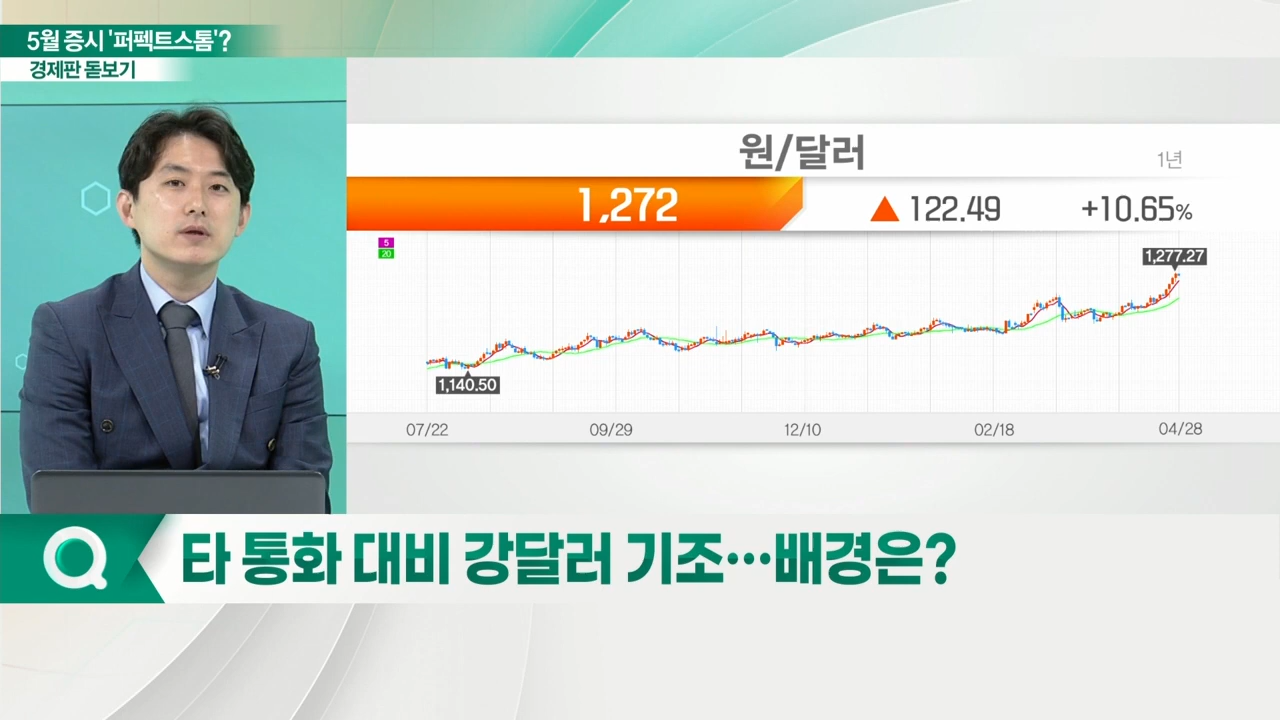 5월 증시 '퍼펙트스톰'?
경제판 돋보기
원/달러
1년
1,272
▲ 122.49
+10.65%
5
20
1,277.27
1,140.50
07/22
09/29
12/10
02/18
04/28
Q
타 통화 대비 강달러 기조…배경은?